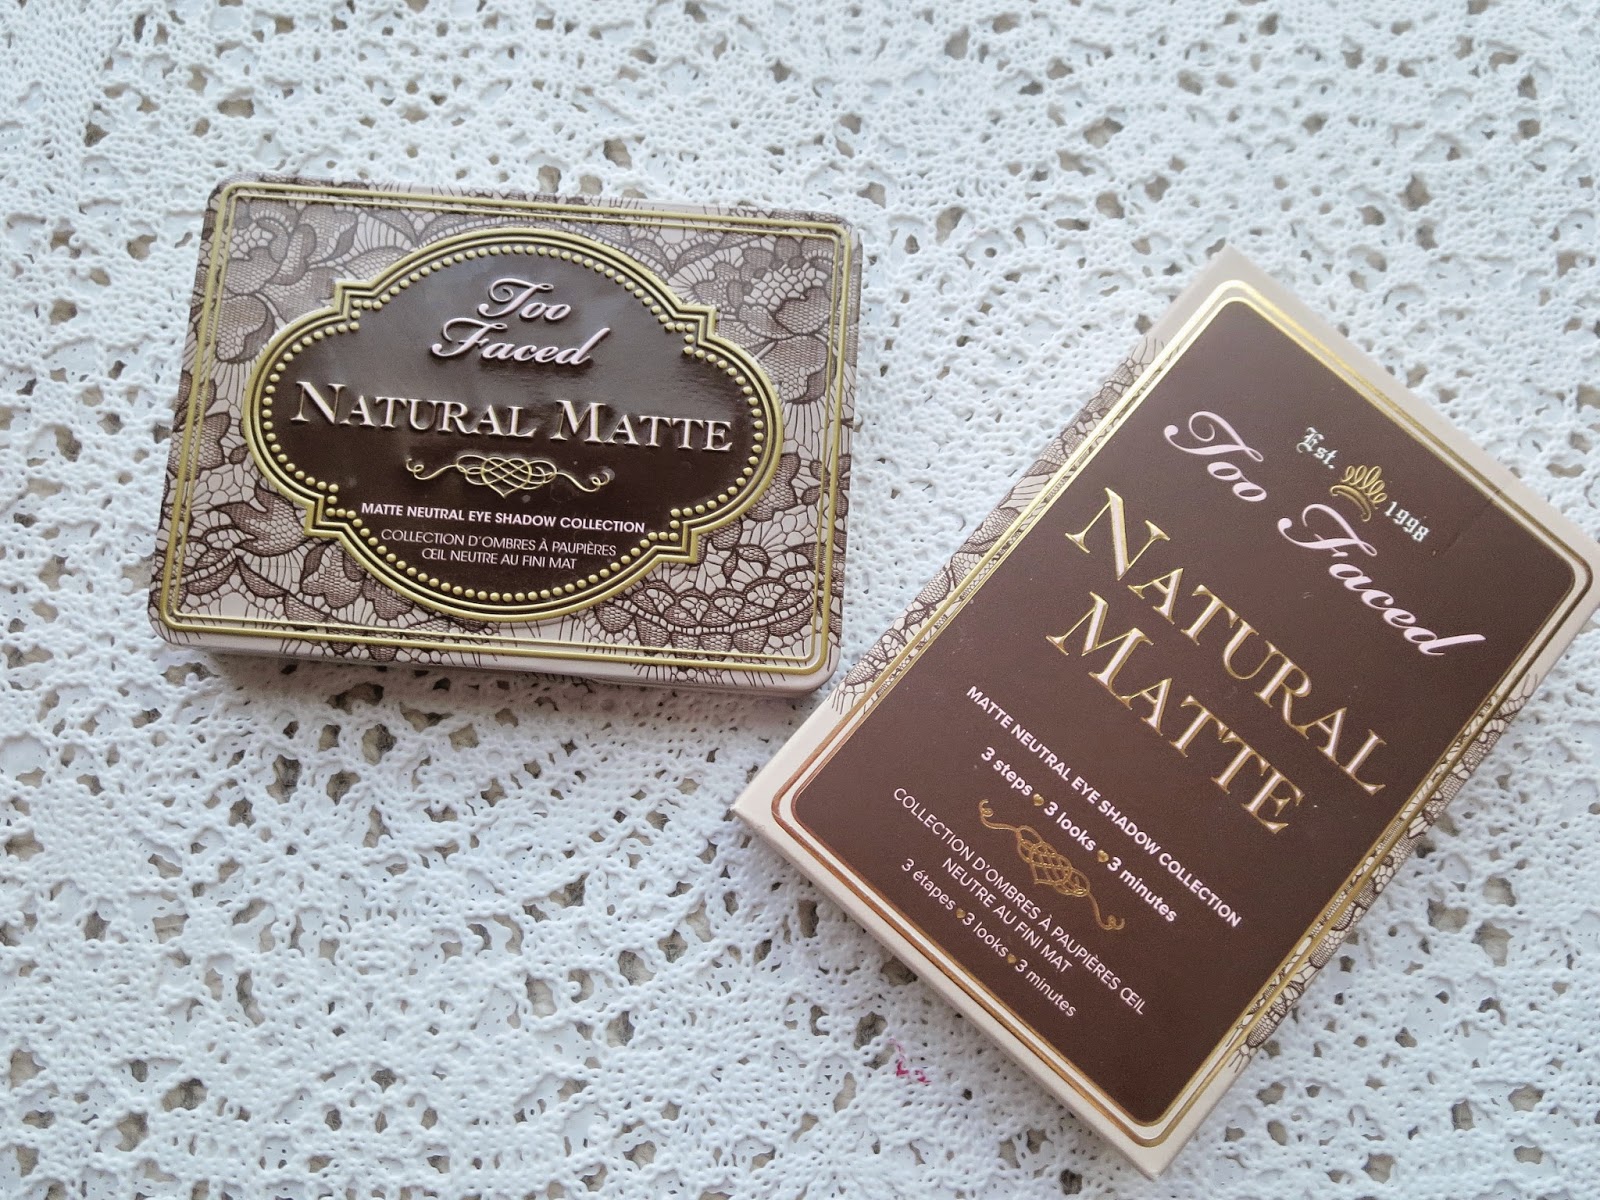 Too
Faced
NATURAL MATTE
MATTE NEUTRAL EYE SHADOW COLLECTION
COLLECTION D'OMBRES À PAUPIÈRES
ŒIL NEUTRE AU FINI MAT
Est. 1998
Too Faced
NATURAL
MATTE
MATTE NEUTRAL EYE SHADOW COLLECTION
3 steps ♥ 3 looks ♥ 3 minutes
COLLECTION D'OMBRES À PAUPIÈRES ŒIL
NEUTRE AU FINI MAT
3 étapes ♥ 3 looks ♥ 3 minutes